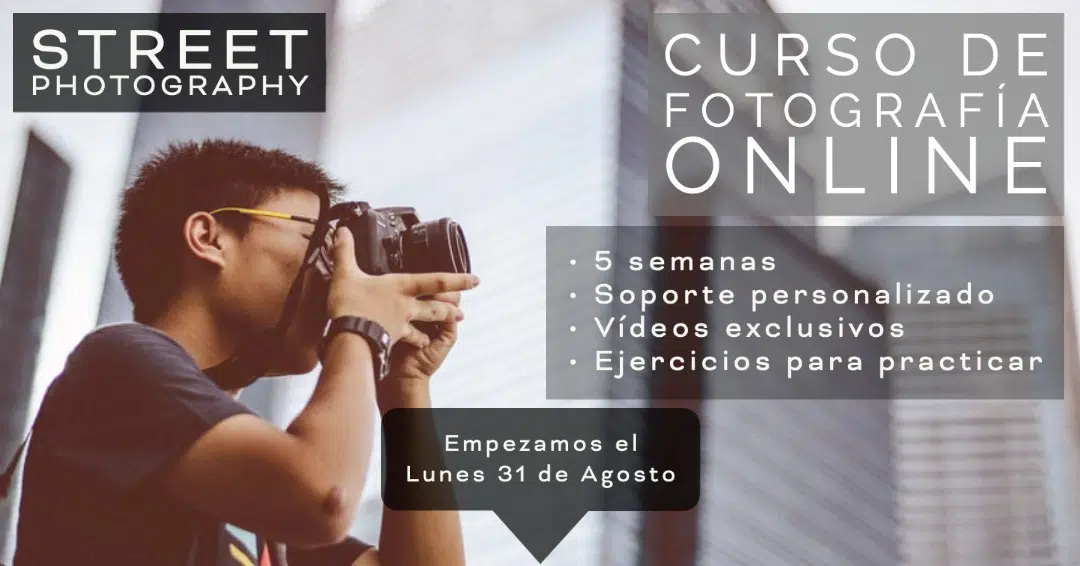 STREET
PHOTOGRAPHY
CURSO DE
FOTOGRAFÍA
ONLINE
• 5 semanas
• Soporte personalizado
• Vídeos exclusivos
• Ejercicios para practicar
Empezamos el
Lunes 31 de Agosto